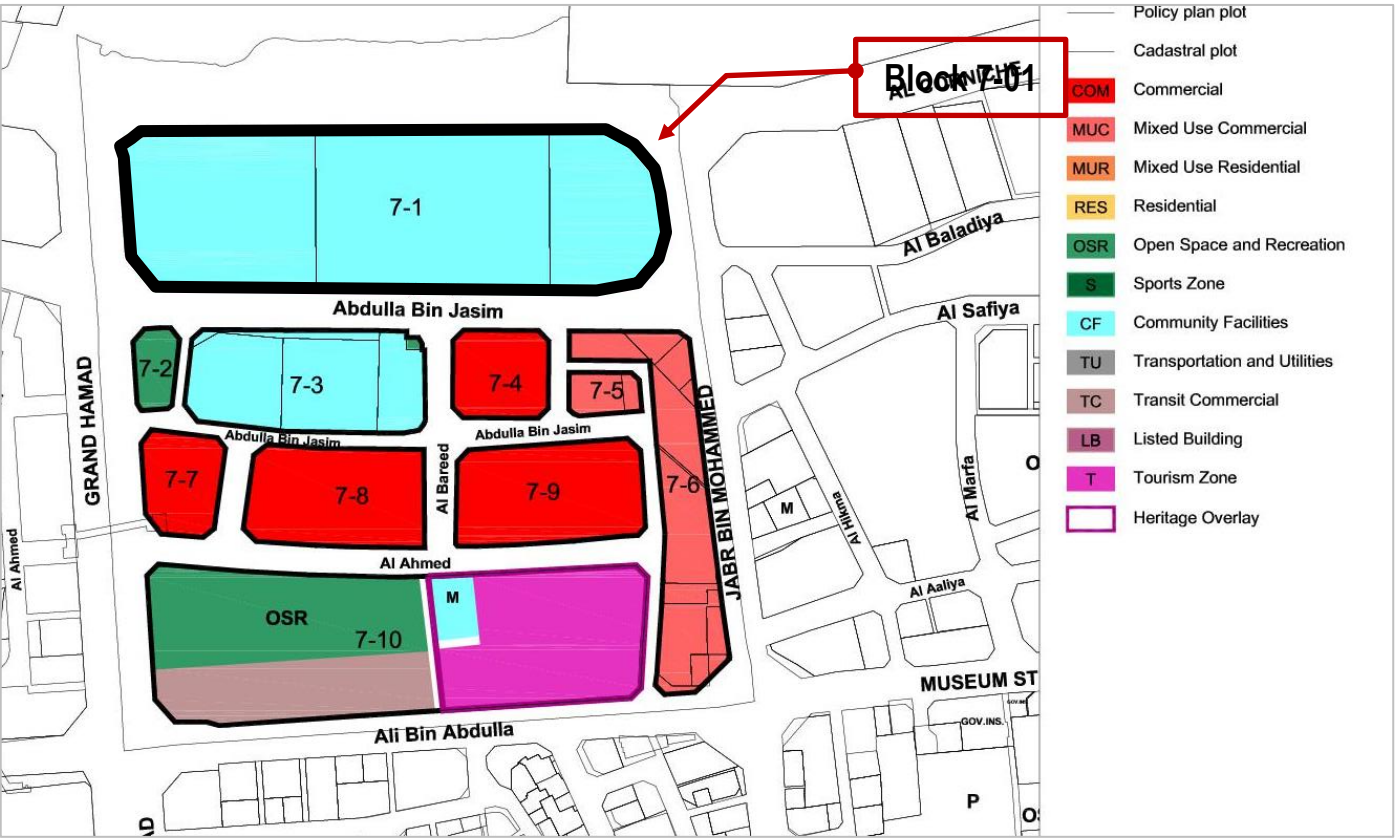 Policy plan plot
Cadastral plot
COM Commercial
MUC Mixed Use Commercial
MUR Mixed Use Residential
RES Residential
OSR Open Space and Recreation
S Sports Zone
CF Community Facilities
TU Transportation and Utilities
TC Transit Commercial
LB Listed Building
T Tourism Zone
Heritage Overlay
Block 7-01
AL CORNICHE
7-1
Al Baladiya
Abdulla Bin Jasim
Al Safiya
GRAND HAMAD
7-2
7-3
7-4
7-5
Abdulla Bin Jasim
Abdulla Bin Jasim
JABR BIN MOHAMMED
7-6
7-7
7-8
Al Bareed
7-9
M
Al Hikma
Al Marfa
O
Al Ahmed
Al Ahmed
Al Aaliya
OSR
7-10
M
MUSEUM ST
Ali Bin Abdulla
GOV.INS.
P
O
AD